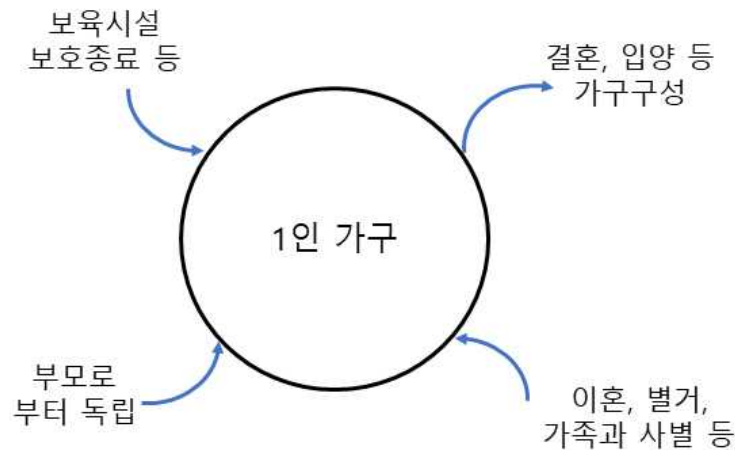 보육시설
보호종료 등
결혼, 입양 등
가구구성
1인 가구
부모로
부터 독립
이혼, 별거,
가족과 사별 등